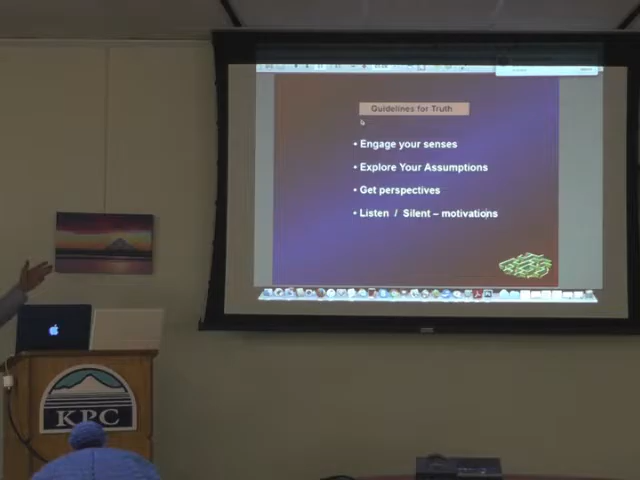 Guidelines for Truth
• Engage your senses
• Explore Your Assumptions
• Get perspectives
• Listen / Silent – motivations
KPC